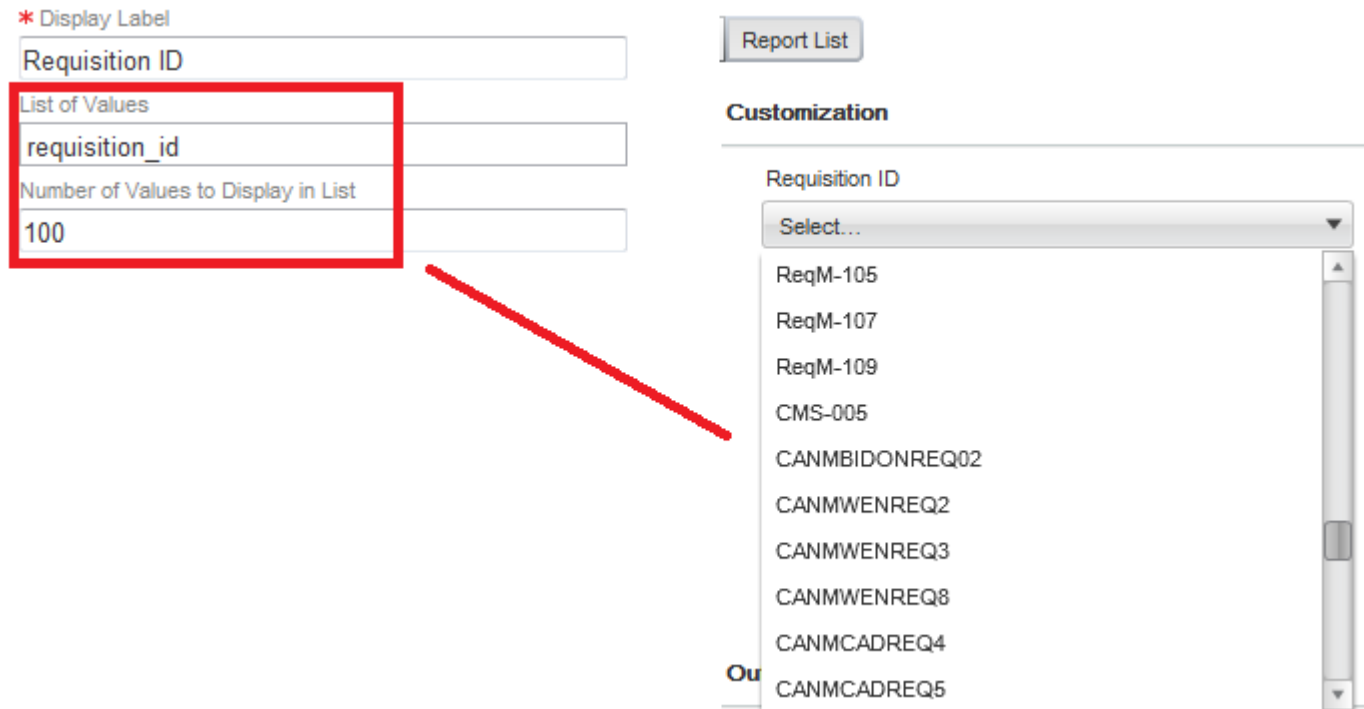 * Display Label
Requisition ID
List of Values
requisition_id
Number of Values to Display in List
100
Report List
Customization
Requisition ID
Select...
ReqM-105
ReqM-107
ReqM-109
CMS-005
CANMBIDONREQ02
CANMWENREQ2
CANMWENREQ3
CANMWENREQ8
CANMCADREQ4
CANMCADREQ5
Ou